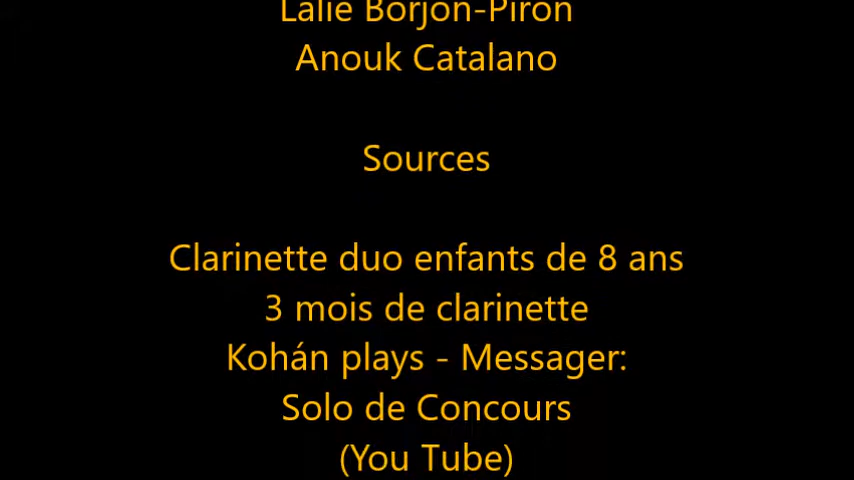 Lalie Borjon-Piron
Anouk Catalano
Sources
Clarinette duo enfants de 8 ans
3 mois de clarinette
Kohán plays - Messager:
Solo de Concours
(You Tube)